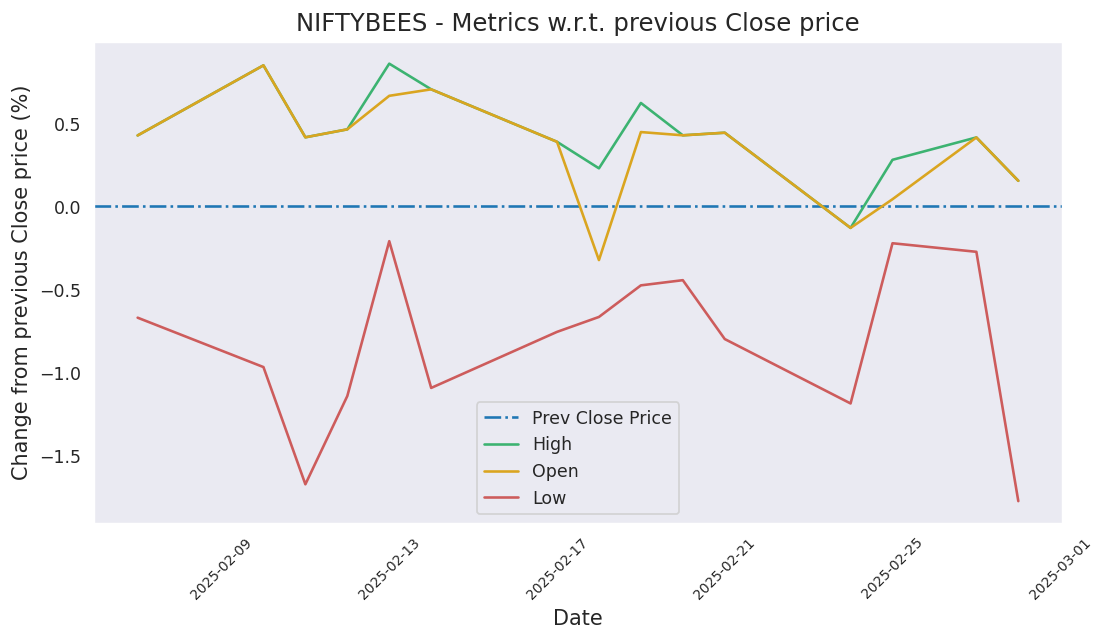 NIFTYBEES - Metrics w.r.t. previous Close price
Change from previous Close price (%)
0.5
0.0
−0.5
−1.0
−1.5
Prev Close Price
High
Open
Low
2025-02-09
2025-02-13
2025-02-17
2025-02-21
2025-02-25
2025-03-01
Date